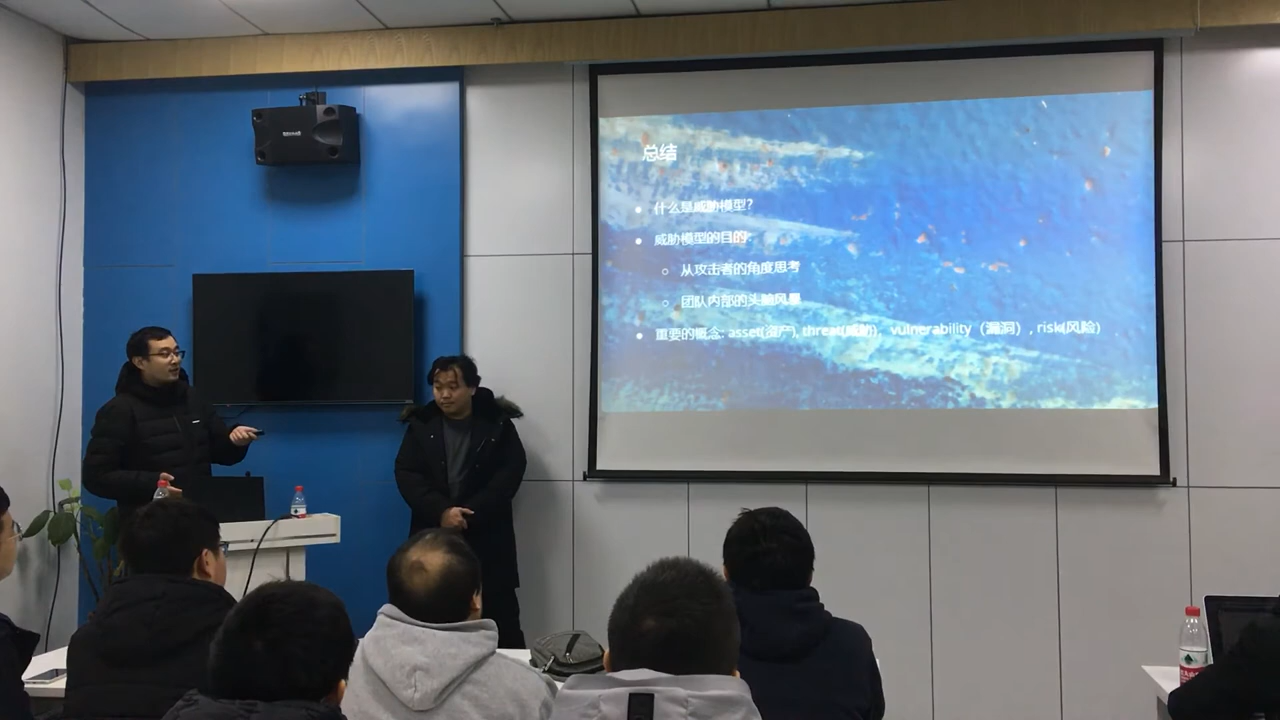 总结
什么是威胁模型?
威胁模型的目的:
从攻击者的角度思考
团队内部的头脑风暴
重要的概念: asset(资产), threat(威胁), vulnerability（漏洞）, risk(风险)